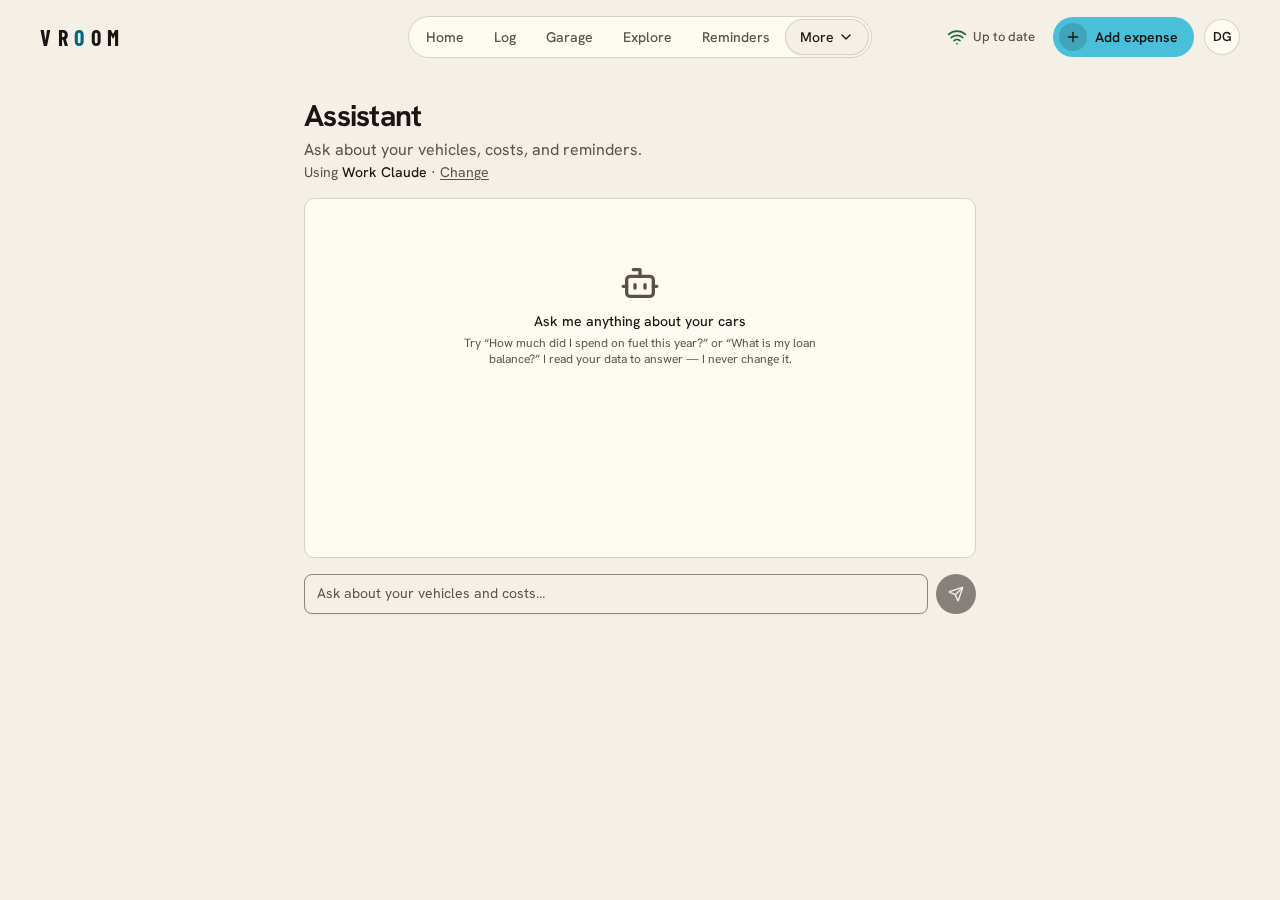 VROOM
Home
Log
Garage
Explore
Reminders
More
Up to date
Add expense
DG
Assistant
Ask about your vehicles, costs, and reminders.
Using Work Claude · Change
Ask me anything about your cars
Try “How much did I spend on fuel this year?” or “What is my loan
balance?” I read your data to answer — I never change it.
Ask about your vehicles and costs...